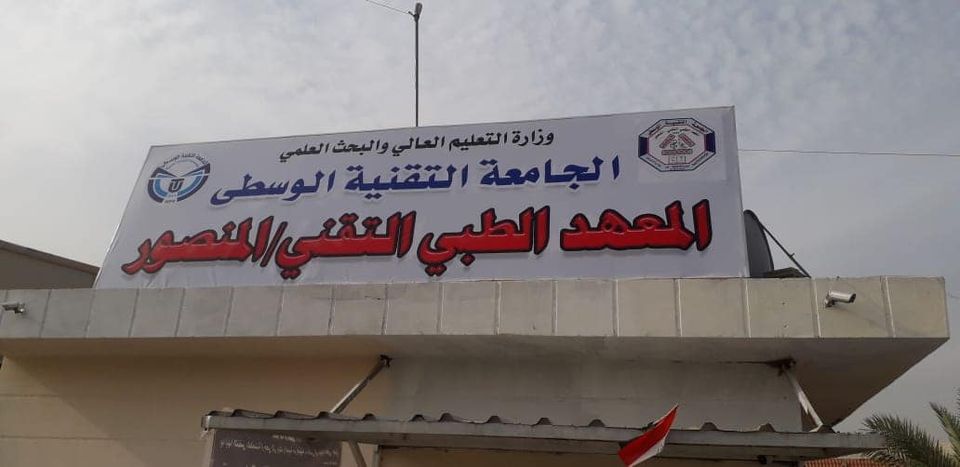 وزارة التعليم العالي والبحث العلمي
الجامعة التقنية الوسطى
المعهد الطبي التقني/المنصور